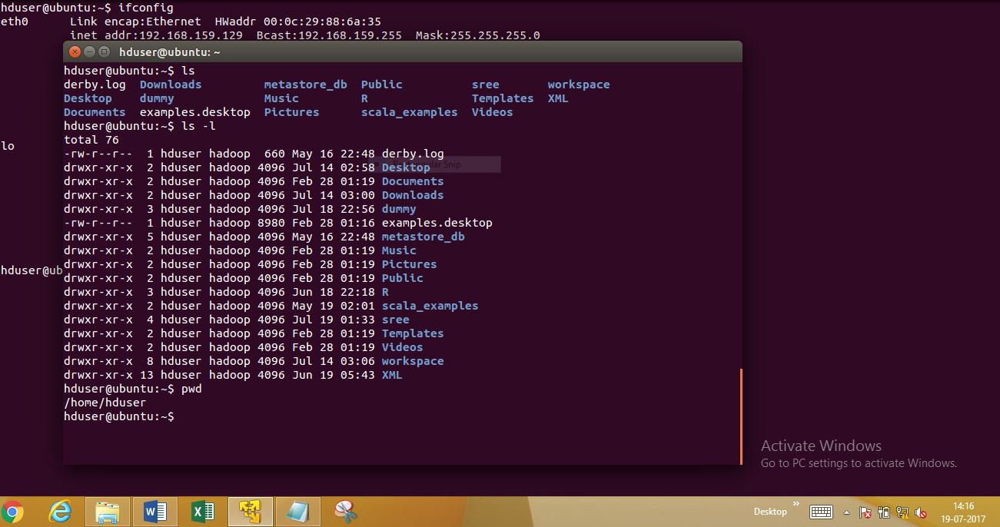 hduser@ubuntu:~$ ifconfig
eth0      Link encap:Ethernet  HWaddr 00:0c:29:88:6a:35
          inet addr:192.168.159.129  Bcast:192.168.159.255  Mask:255.255.255.0
hduser@ubuntu: ~
hduser@ubuntu:~$ ls
derby.log  Downloads         metastore_db  Public          sree       workspace
Desktop    dummy             Music         R               Templates  XML
Documents  examples.desktop  Pictures      scala_examples  Videos
hduser@ubuntu:~$ ls -l
total 76
lo
-rw-r--r--  1 hduser hadoop  660 May 16 22:48 derby.log
Snip
drwxr-xr-x  2 hduser hadoop 4096 Jul 14 02:58 Desktop
drwxr-xr-x  2 hduser hadoop 4096 Feb 28 01:19 Documents
drwxr-xr-x  2 hduser hadoop 4096 Jul 14 03:00 Downloads
drwxr-xr-x  3 hduser hadoop 4096 Jul 18 22:56 dummy
-rw-r--r--  1 hduser hadoop 8980 Feb 28 01:16 examples.desktop
drwxr-xr-x  5 hduser hadoop 4096 May 16 22:48 metastore_db
drwxr-xr-x  2 hduser hadoop 4096 Feb 28 01:19 Music
drwxr-xr-x  2 hduser hadoop 4096 Feb 28 01:19 Pictures
hduser@ub
drwxr-xr-x  2 hduser hadoop 4096 Feb 28 01:19 Public
drwxr-xr-x  3 hduser hadoop 4096 Jun 18 22:18 R
drwxr-xr-x  2 hduser hadoop 4096 May 19 02:01 scala_examples
drwxr-xr-x  4 hduser hadoop 4096 Jul 19 01:33 sree
drwxr-xr-x  2 hduser hadoop 4096 Feb 28 01:19 Templates
drwxr-xr-x  2 hduser hadoop 4096 Feb 28 01:19 Videos
drwxr-xr-x  8 hduser hadoop 4096 Jul 14 03:06 workspace
drwxr-xr-x 13 hduser hadoop 4096 Jun 19 05:43 XML
hduser@ubuntu:~$ pwd
/home/hduser
hduser@ubuntu:~$
Activate Windows
Go to PC settings to activate Windows.
Desktop
14:16
19-07-2017